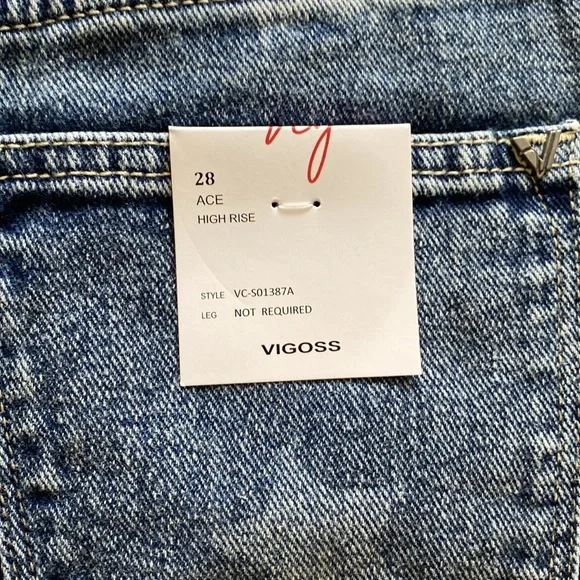 28
ACE
HIGH RISE
STYLE VC-S01387A
LEG NOT REQUIRED
VIGOSS